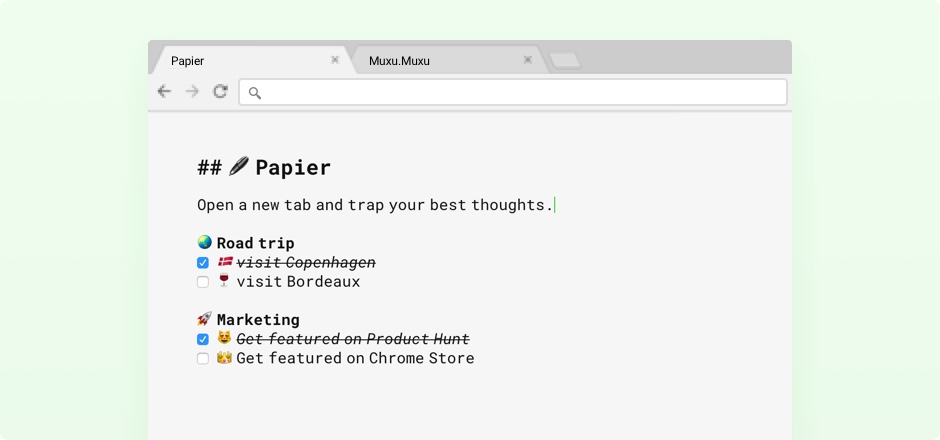 Papier
Muxu.Muxu
## 🪶 Papier
Open a new tab and trap your best thoughts.
🌏 Road trip
🇩🇰 visit Copenhagen
🍷 visit Bordeaux
🚀 Marketing
😻 Get featured on Product Hunt
👑 Get featured on Chrome Store